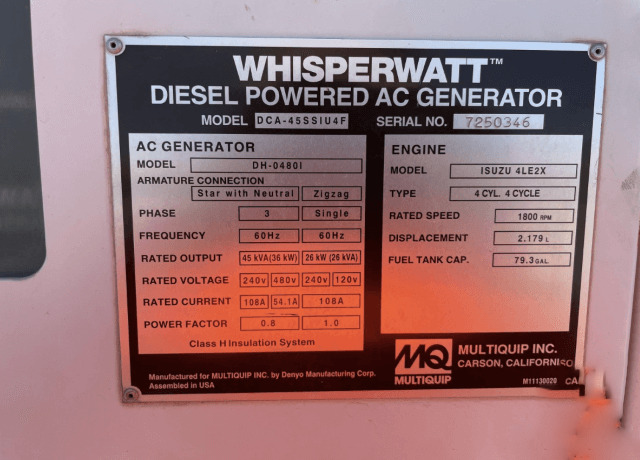 WHISPERWATT™
DIESEL POWERED AC GENERATOR
MODEL DCA-45SSIU4F SERIAL NO. 7250346
AC GENERATOR
MODEL DH-0480I
ARMATURE CONNECTION
Star with Neutral Zigzag
PHASE 3 Single
FREQUENCY 60Hz 60Hz
RATED OUTPUT 45 kVA(36 kW) 26 kW (26 kVA)
RATED VOLTAGE 240v 480v 240v 120v
RATED CURRENT 108A 54.1A 108A
POWER FACTOR 0.8 1.0
Class H Insulation System
Manufactured for MULTIQUIP INC. by Denyo Manufacturing Corp.
Assembled in USA
ENGINE
MODEL ISUZU 4LE2X
TYPE 4 CYL. 4 CYCLE
RATED SPEED 1800 RPM
DISPLACEMENT 2.179 L
FUEL TANK CAP. 79.3 GAL
MQ
MULTIQUIP
MULTIQUIP INC.
CARSON,
M11130020 CA